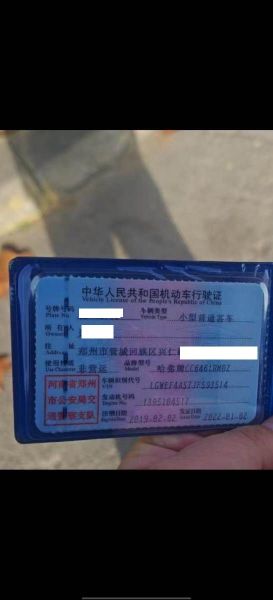 中华人民共和国机动车行驶证
Vehicle License of the People's Republic of China
号牌号码 车辆类型 小型普通客车
Plate No. Vehicle Type
所有人
Owner
住址 郑州市管城回族区兴仁
Address
使用性质 非营运 品牌型号 哈弗牌CC6461RM0Z
Use Character Model
河南省郑州
市公安局交
通警察支队
车辆识别代号
VIN
发动机号码
Engine No.
注册日期 2019-02-02 发证日期 2022-01-02
Register Date Issue Date